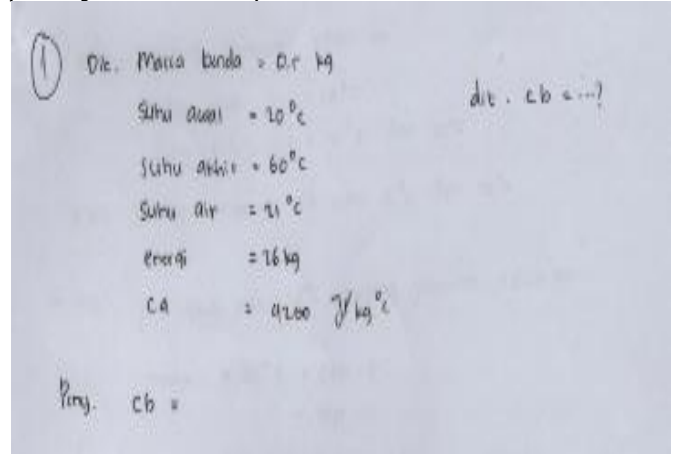 ① Dik. Massa benda = 0.5 kg
Suhu awal = 20°C
dit. cb = ...?
Suhu akhir = 60°C
Suhu air = 21°C
energi = 26 kg
CA = 4200 J/kg°C
Peny. cb =